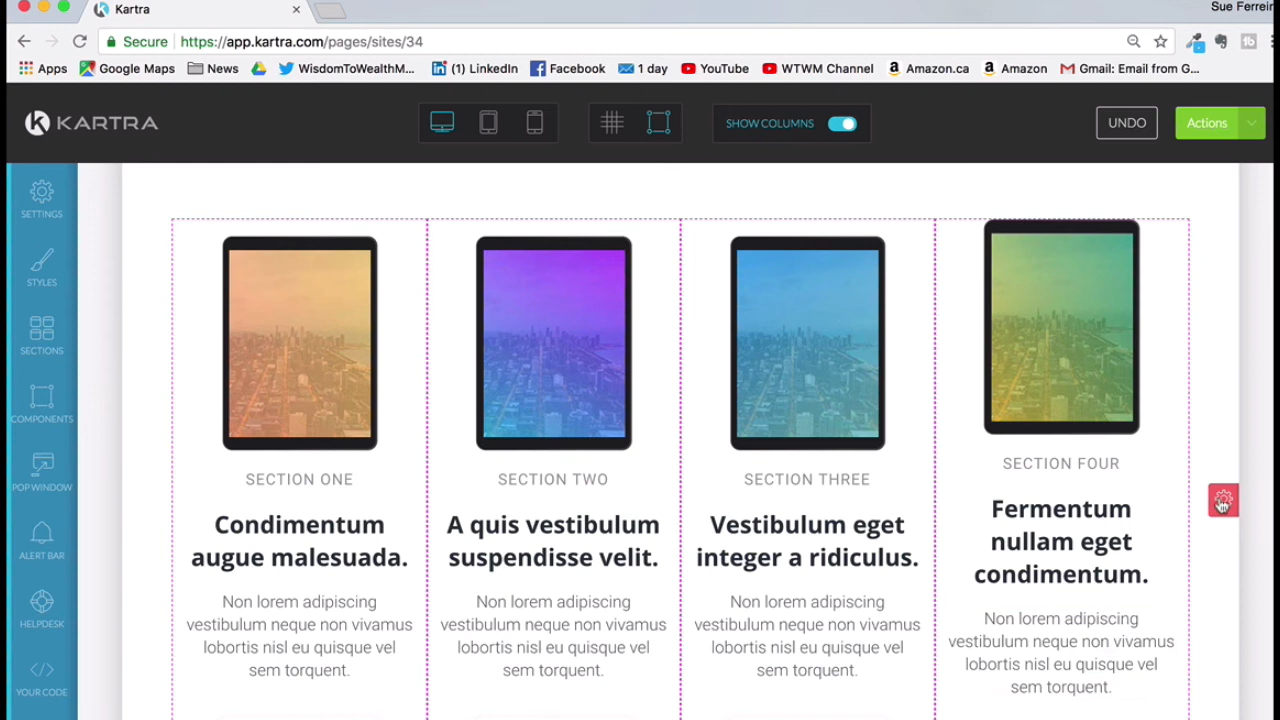 Kartra
Sue Ferreir
Secure
https://app.kartra.com/pages/sites/34
Apps
Google Maps
News
WisdomToWealthM...
(1) LinkedIn
Facebook
1 day
YouTube
WTWM Channel
Amazon.ca
Amazon
Gmail: Email from G...
KARTRA
SHOW COLUMNS
UNDO
Actions
SETTINGS
STYLES
SECTIONS
COMPONENTS
POP WINDOW
ALERT BAR
HELPDESK
YOUR CODE
SECTION ONE
Condimentum
augue malesuada.
Non lorem adipiscing
vestibulum neque non vivamus
lobortis nisl eu quisque vel
sem torquent.
SECTION TWO
A quis vestibulum
suspendisse velit.
Non lorem adipiscing
vestibulum neque non vivamus
lobortis nisl eu quisque vel
sem torquent.
SECTION THREE
Vestibulum eget
integer a ridiculus.
Non lorem adipiscing
vestibulum neque non vivamus
lobortis nisl eu quisque vel
sem torquent.
SECTION FOUR
Fermentum
nullam eget
condimentum.
Non lorem adipiscing
vestibulum neque non vivamus
lobortis nisl eu quisque vel
sem torquent.